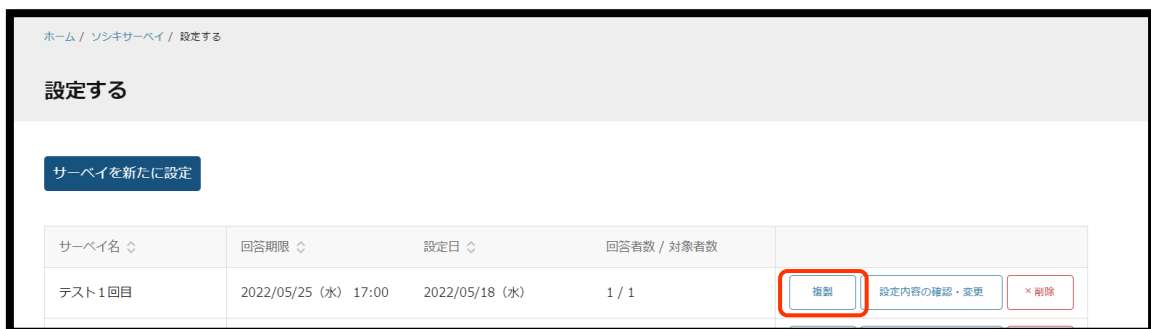 ホーム / ソシキサーベイ / 設定する
設定する
サーベイを新たに設定
サーベイ名 回答期限 設定日 回答者数 / 対象者数
テスト1回目 2022/05/25（水） 17:00 2022/05/18（水） 1 / 1 複製 設定内容の確認・変更 ×削除